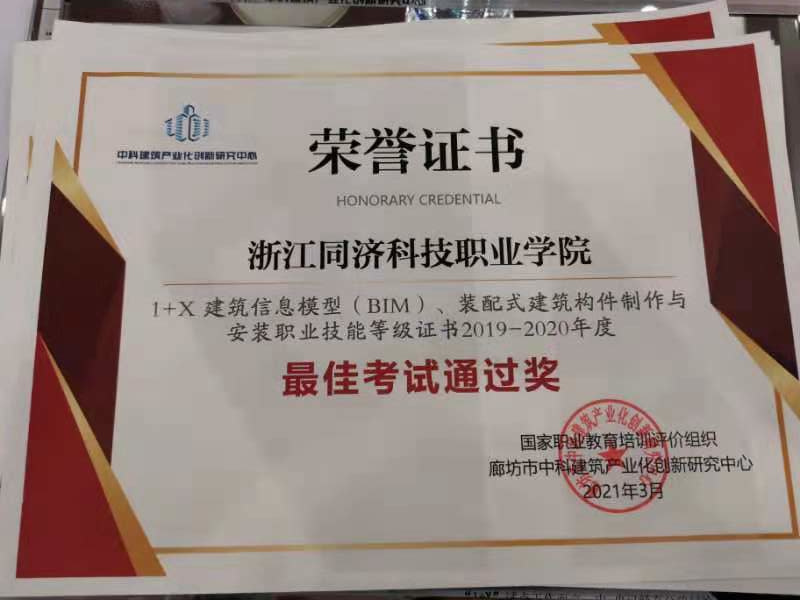 中科建筑产业化创新研究中心
荣誉证书
HONORARY CREDENTIAL
浙江同济科技职业学院
1+X 建筑信息模型（BIM）、装配式建筑构件制作与
安装职业技能等级证书2019-2020年度
最佳考试通过奖
国家职业教育培训评价组织
廊坊市中科建筑产业化创新研究中心
2021年3月